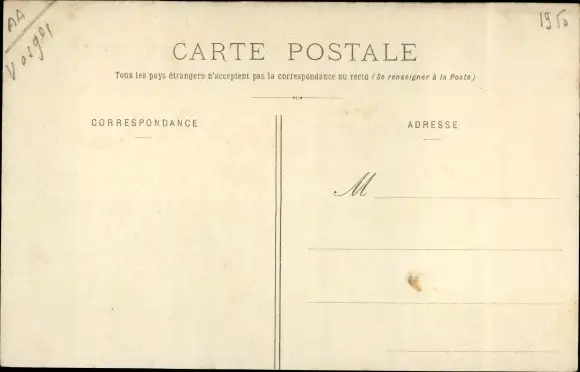 AA
Vosges
1950
CARTE POSTALE
Tous les pays étrangers n'acceptent pas la correspondance au recto (Se renseigner à la Poste)
CORRESPONDANCE
ADRESSE
M